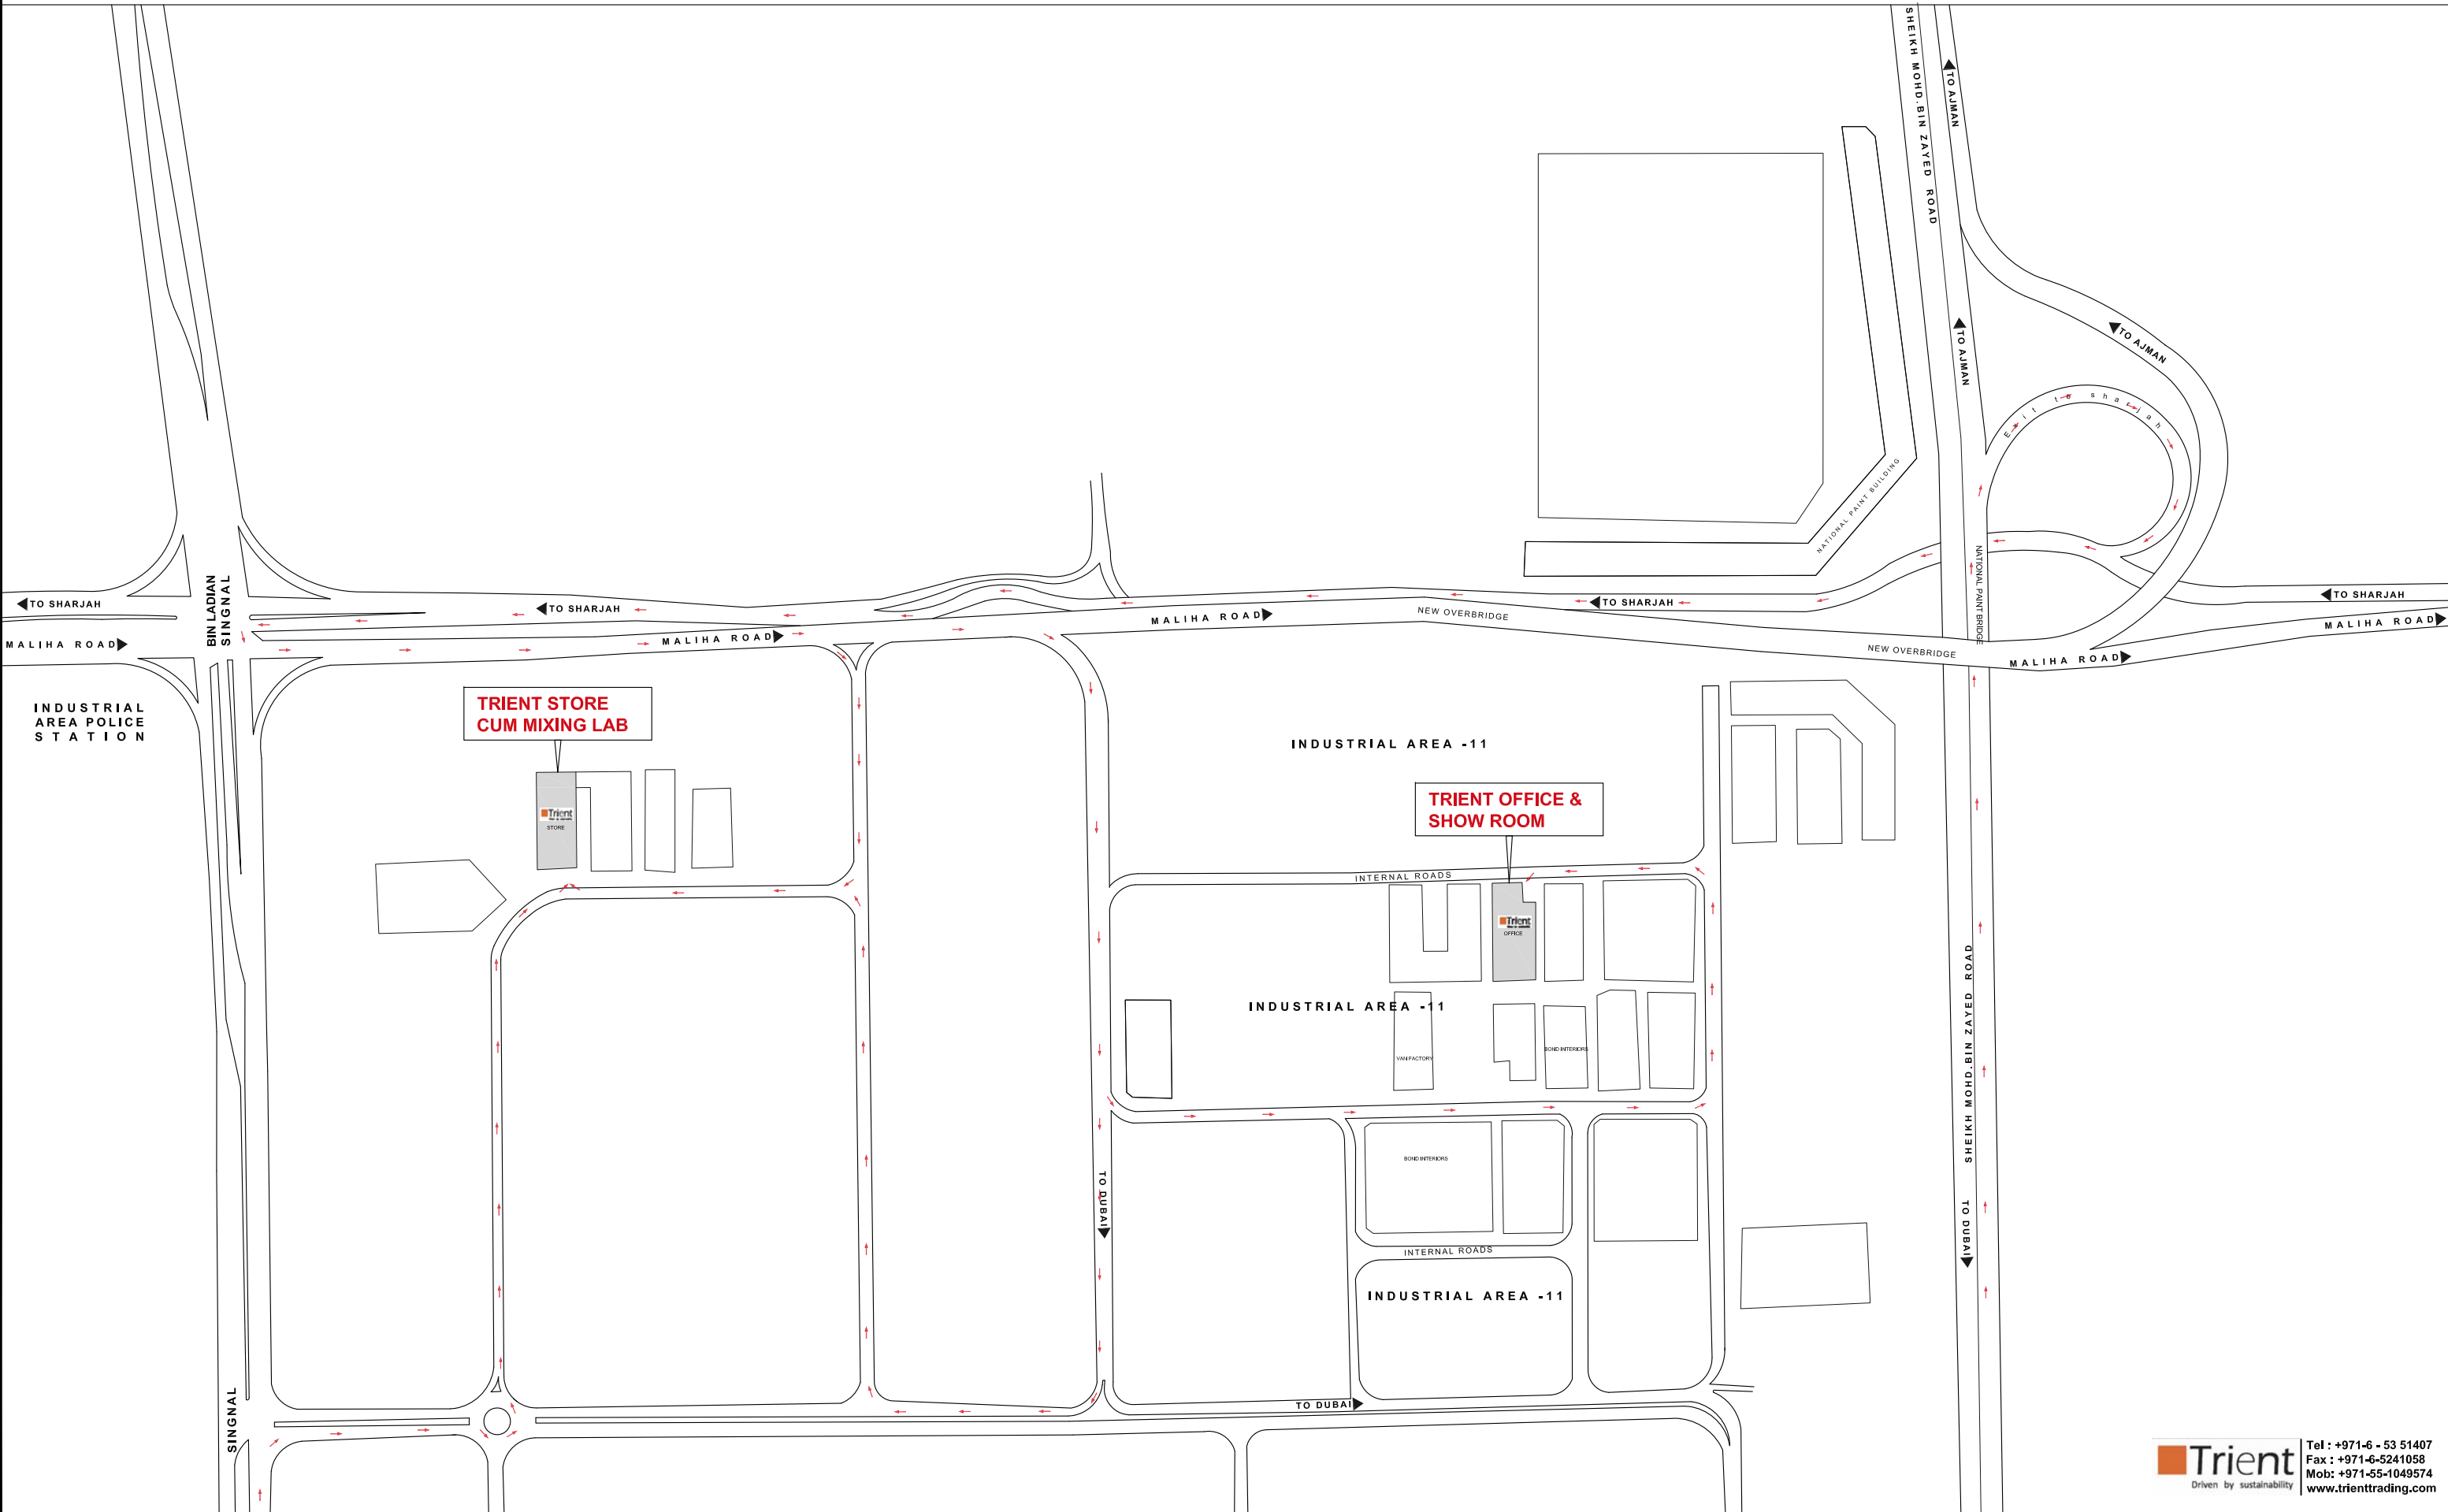 SHEIKH MOHD.BIN ZAYED ROAD
TO AJMAN
TO AJMAN
TO AJMAN
Exit to sharjah
NATIONAL PAINT BUILDING
NATIONAL PAINT BRIDGE
BIN LADIAN
SINGNAL
TO SHARJAH
TO SHARJAH
TO SHARJAH
TO SHARJAH
MALIHA ROAD
MALIHA ROAD
MALIHA ROAD
NEW OVERBRIDGE
NEW OVERBRIDGE
MALIHA ROAD
MALIHA ROAD
INDUSTRIAL
AREA POLICE
STATION
TRIENT STORE
CUM MIXING LAB
Trient
STORE
INDUSTRIAL AREA -11
TRIENT OFFICE &
SHOW ROOM
INTERNAL ROADS
Trient
OFFICE
INDUSTRIAL AREA -11
VAN FACTORY
BOND INTERIORS
BOND INTERIORS
TO DUBAI
INTERNAL ROADS
INDUSTRIAL AREA -11
SHEIKH MOHD.BIN ZAYED ROAD
TO DUBAI
TO DUBAI
SINGNAL
Trient
Driven by sustainability
Tel : +971-6 - 53 51407
Fax : +971-6-5241058
Mob: +971-55-1049574
www.trienttrading.com